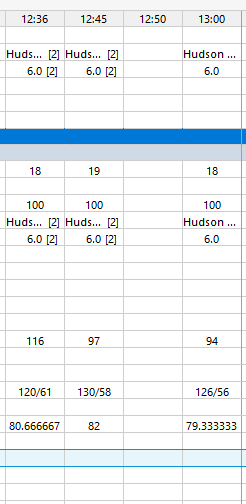 12:36 12:45 12:50 13:00
Huds... [2] Huds... [2] Hudson ...
6.0 [2] 6.0 [2] 6.0
18 19 18
100 100 100
Huds... [2] Huds... [2] Hudson ...
6.0 [2] 6.0 [2] 6.0
116 97 94
120/61 130/58 126/56
80.666667 82 79.333333